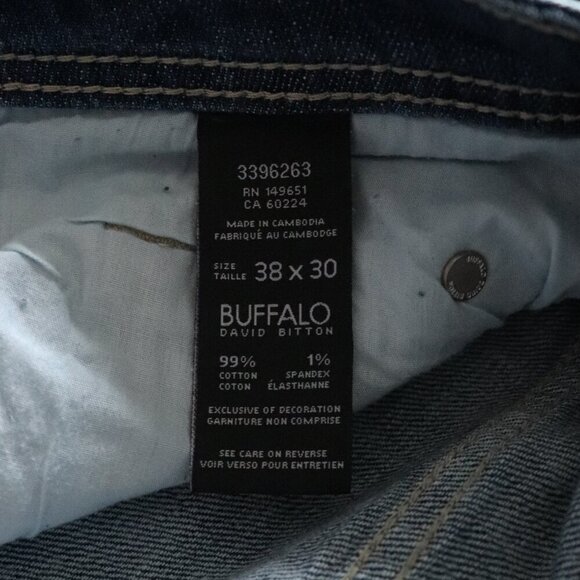 3396263
RN 149651
CA 60224
MADE IN CAMBODIA
FABRIQUÉ AU CAMBODGE
SIZE
TAILLE 38 x 30
BUFFALO
DAVID BITTON
99% 1%
COTTON SPANDEX
COTON ÉLASTHANNE
EXCLUSIVE OF DECORATION
GARNITURE NON COMPRISE
SEE CARE ON REVERSE
VOIR VERSO POUR ENTRETIEN